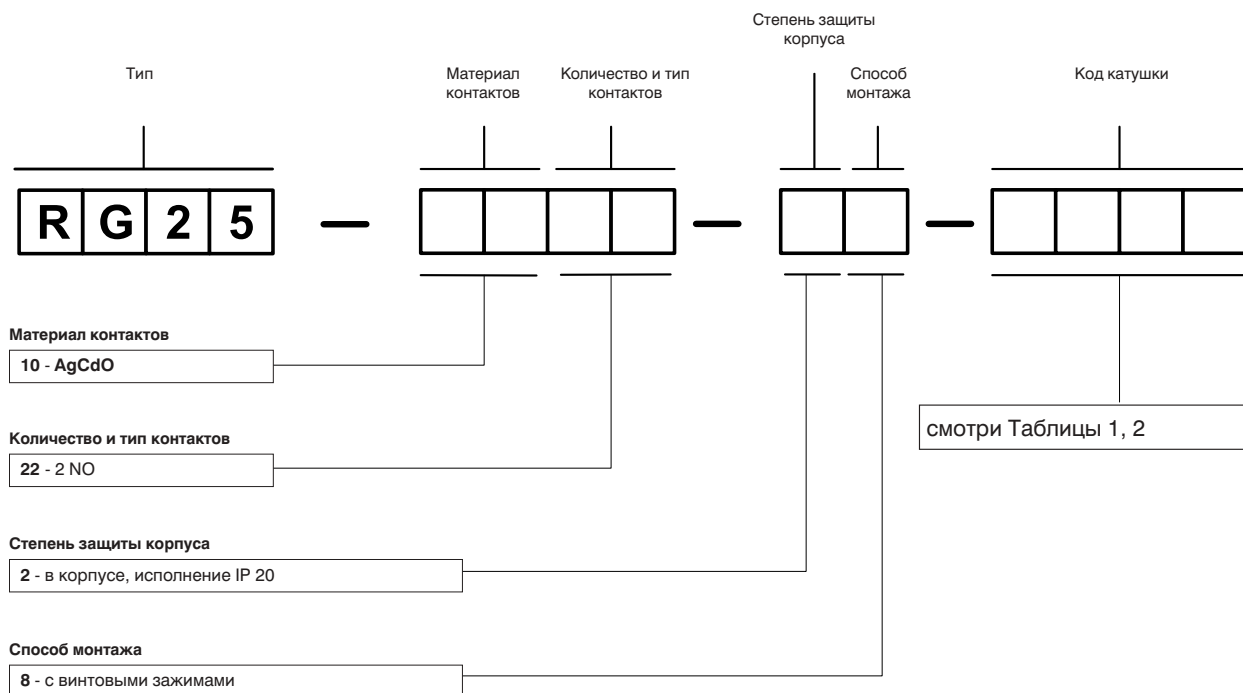 Степень защиты
корпуса
Тип
Материал
контактов
Количество и тип
контактов
Способ
монтажа
Код катушки
RG25 — —  —
Материал контактов
10 - AgCdO
Количество и тип контактов
22 - 2 NO
смотри Таблицы 1, 2
Степень защиты корпуса
2 - в корпусе, исполнение IP 20
Способ монтажа
8 - с винтовыми зажимами